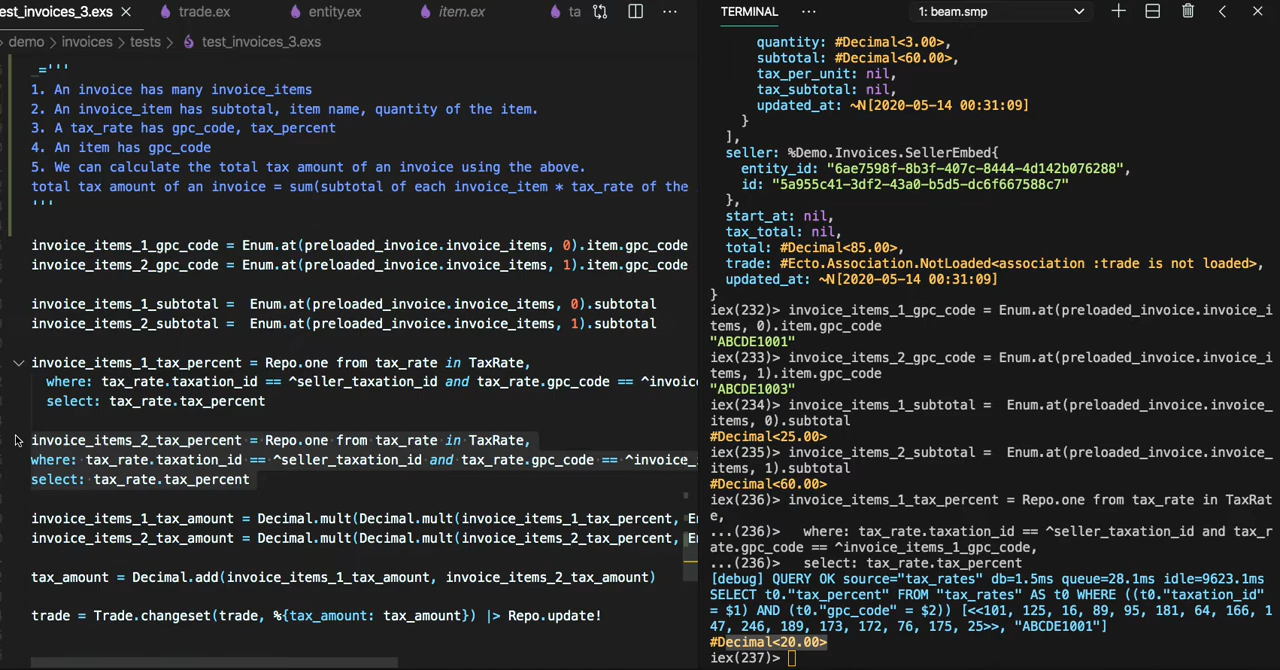 est_invoices_3.exs
trade.ex
entity.ex
item.ex
ta
demo > invoices > tests > test_invoices_3.exs
_='''
1. An invoice has many invoice_items
2. An invoice_item has subtotal, item name, quantity of the item.
3. A tax_rate has gpc_code, tax_percent
4. An item has gpc_code
5. We can calculate the total tax amount of an invoice using the above.
total tax amount of an invoice = sum(subtotal of each invoice_item * tax_rate of the
'''
invoice_items_1_gpc_code = Enum.at(preloaded_invoice.invoice_items, 0).item.gpc_code
invoice_items_2_gpc_code = Enum.at(preloaded_invoice.invoice_items, 1).item.gpc_code
invoice_items_1_subtotal =  Enum.at(preloaded_invoice.invoice_items, 0).subtotal
invoice_items_2_subtotal =  Enum.at(preloaded_invoice.invoice_items, 1).subtotal
invoice_items_1_tax_percent = Repo.one from tax_rate in TaxRate,
where: tax_rate.taxation_id == ^seller_taxation_id and tax_rate.gpc_code == ^invoic
select: tax_rate.tax_percent
invoice_items_2_tax_percent = Repo.one from tax_rate in TaxRate,
where: tax_rate.taxation_id == ^seller_taxation_id and tax_rate.gpc_code == ^invoice_
select: tax_rate.tax_percent
invoice_items_1_tax_amount = Decimal.mult(Decimal.mult(invoice_items_1_tax_percent, En
invoice_items_2_tax_amount = Decimal.mult(Decimal.mult(invoice_items_2_tax_percent, En
tax_amount = Decimal.add(invoice_items_1_tax_amount, invoice_items_2_tax_amount)
trade = Trade.changeset(trade, %{tax_amount: tax_amount}) |> Repo.update!
TERMINAL
1: beam.smp
quantity: #Decimal<3.00>,
subtotal: #Decimal<60.00>,
tax_per_unit: nil,
tax_subtotal: nil,
updated_at: ~N[2020-05-14 00:31:09]
}
],
seller: %Demo.Invoices.SellerEmbed{
entity_id: "6ae7598f-8b3f-407c-8444-4d142b076288",
id: "5a955c41-3df2-43a0-b5d5-dc6f667588c7"
},
start_at: nil,
tax_total: nil,
total: #Decimal<85.00>,
trade: #Ecto.Association.NotLoaded<association :trade is not loaded>,
updated_at: ~N[2020-05-14 00:31:09]
}
iex(232)> invoice_items_1_gpc_code = Enum.at(preloaded_invoice.invoice_i
tems, 0).item.gpc_code
"ABCDE1001"
iex(233)> invoice_items_2_gpc_code = Enum.at(preloaded_invoice.invoice_i
tems, 1).item.gpc_code
"ABCDE1003"
iex(234)> invoice_items_1_subtotal =  Enum.at(preloaded_invoice.invoice_
items, 0).subtotal
#Decimal<25.00>
iex(235)> invoice_items_2_subtotal =  Enum.at(preloaded_invoice.invoice_
items, 1).subtotal
#Decimal<60.00>
iex(236)> invoice_items_1_tax_percent = Repo.one from tax_rate in TaxRat
e,
...(236)>   where: tax_rate.taxation_id == ^seller_taxation_id and tax_r
ate.gpc_code == ^invoice_items_1_gpc_code,
...(236)>   select: tax_rate.tax_percent
[debug] QUERY OK source="tax_rates" db=1.5ms queue=28.1ms idle=9623.1ms
SELECT t0."tax_percent" FROM "tax_rates" AS t0 WHERE ((t0."taxation_id"
= $1) AND (t0."gpc_code" = $2)) [<<101, 125, 16, 89, 95, 181, 64, 166, 1
47, 246, 189, 173, 172, 76, 175, 25>>, "ABCDE1001"]
#Decimal<20.00>
iex(237)>